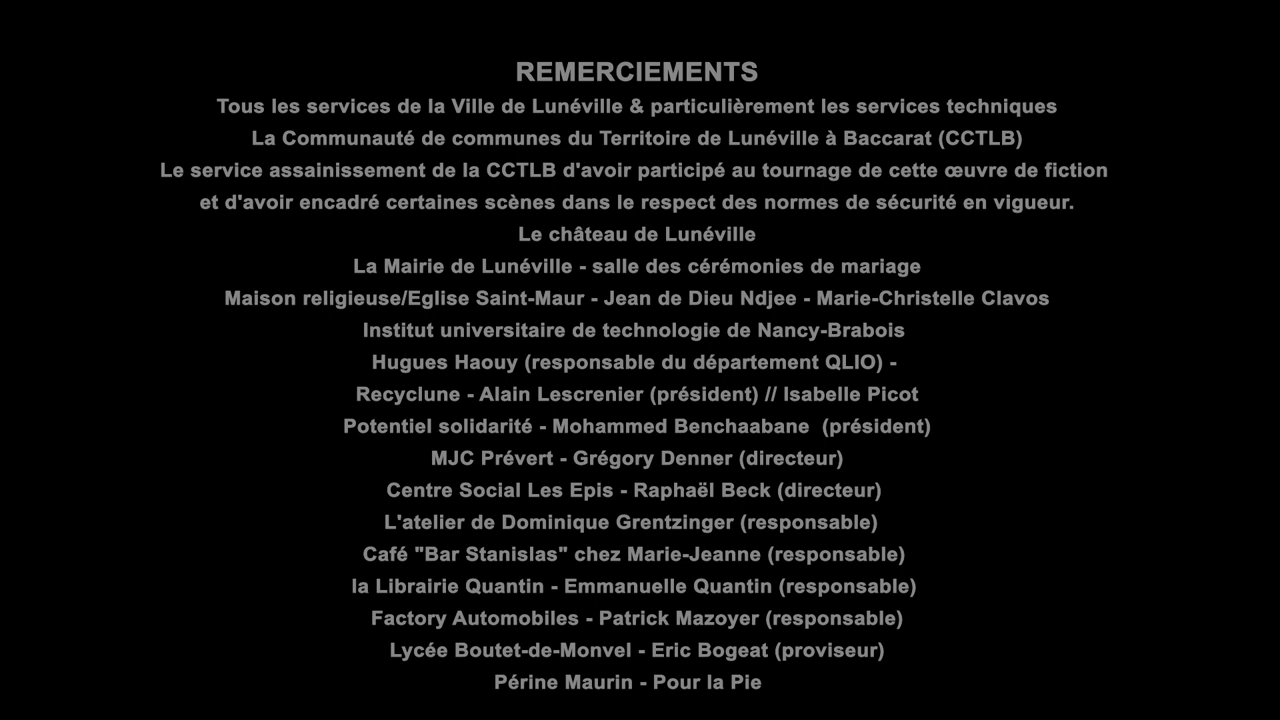 REMERCIEMENTS
Tous les services de la Ville de Lunéville & particulièrement les services techniques
La Communauté de communes du Territoire de Lunéville à Baccarat (CCTLB)
Le service assainissement de la CCTLB d'avoir participé au tournage de cette œuvre de fiction
et d'avoir encadré certaines scènes dans le respect des normes de sécurité en vigueur.
Le château de Lunéville
La Mairie de Lunéville - salle des cérémonies de mariage
Maison religieuse/Eglise Saint-Maur - Jean de Dieu Ndjee - Marie-Christelle Clavos
Institut universitaire de technologie de Nancy-Brabois
Hugues Haouy (responsable du département QLIO) -
Recyclune - Alain Lescrenier (président) // Isabelle Picot
Potentiel solidarité - Mohammed Benchaabane  (président)
MJC Prévert - Grégory Denner (directeur)
Centre Social Les Epis - Raphaël Beck (directeur)
L'atelier de Dominique Grentzinger (responsable)
Café "Bar Stanislas" chez Marie-Jeanne (responsable)
la Librairie Quantin - Emmanuelle Quantin (responsable)
Factory Automobiles - Patrick Mazoyer (responsable)
Lycée Boutet-de-Monvel - Eric Bogeat (proviseur)
Périne Maurin - Pour la Pie